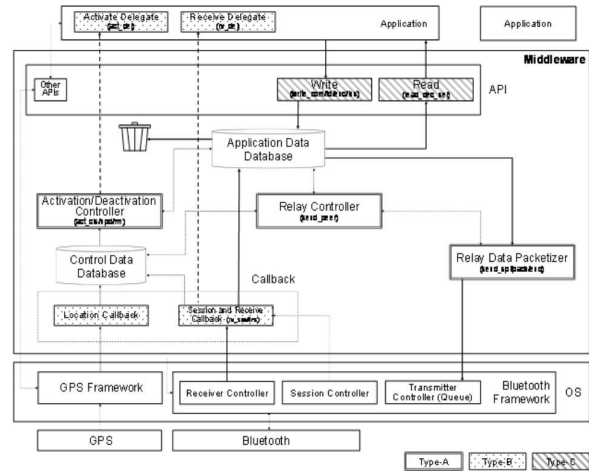 Activate Delegate
(act_del)
Receive Delegate
Application
Application
Middleware
Other
APIs
Write
Read
API
Application Data
Database
Activation/Deactivation
Controller
Relay Controller
(send_peer)
Control Data
Database
Relay Data Packetizer
Callback
Location Callback
Session and Receive
Callback
GPS Framework
Receiver Controller
Session Controller
Transmitter
Controller (Queue)
Bluetooth
Framework
OS
GPS
Bluetooth
Type-A
Type-B
Type-C